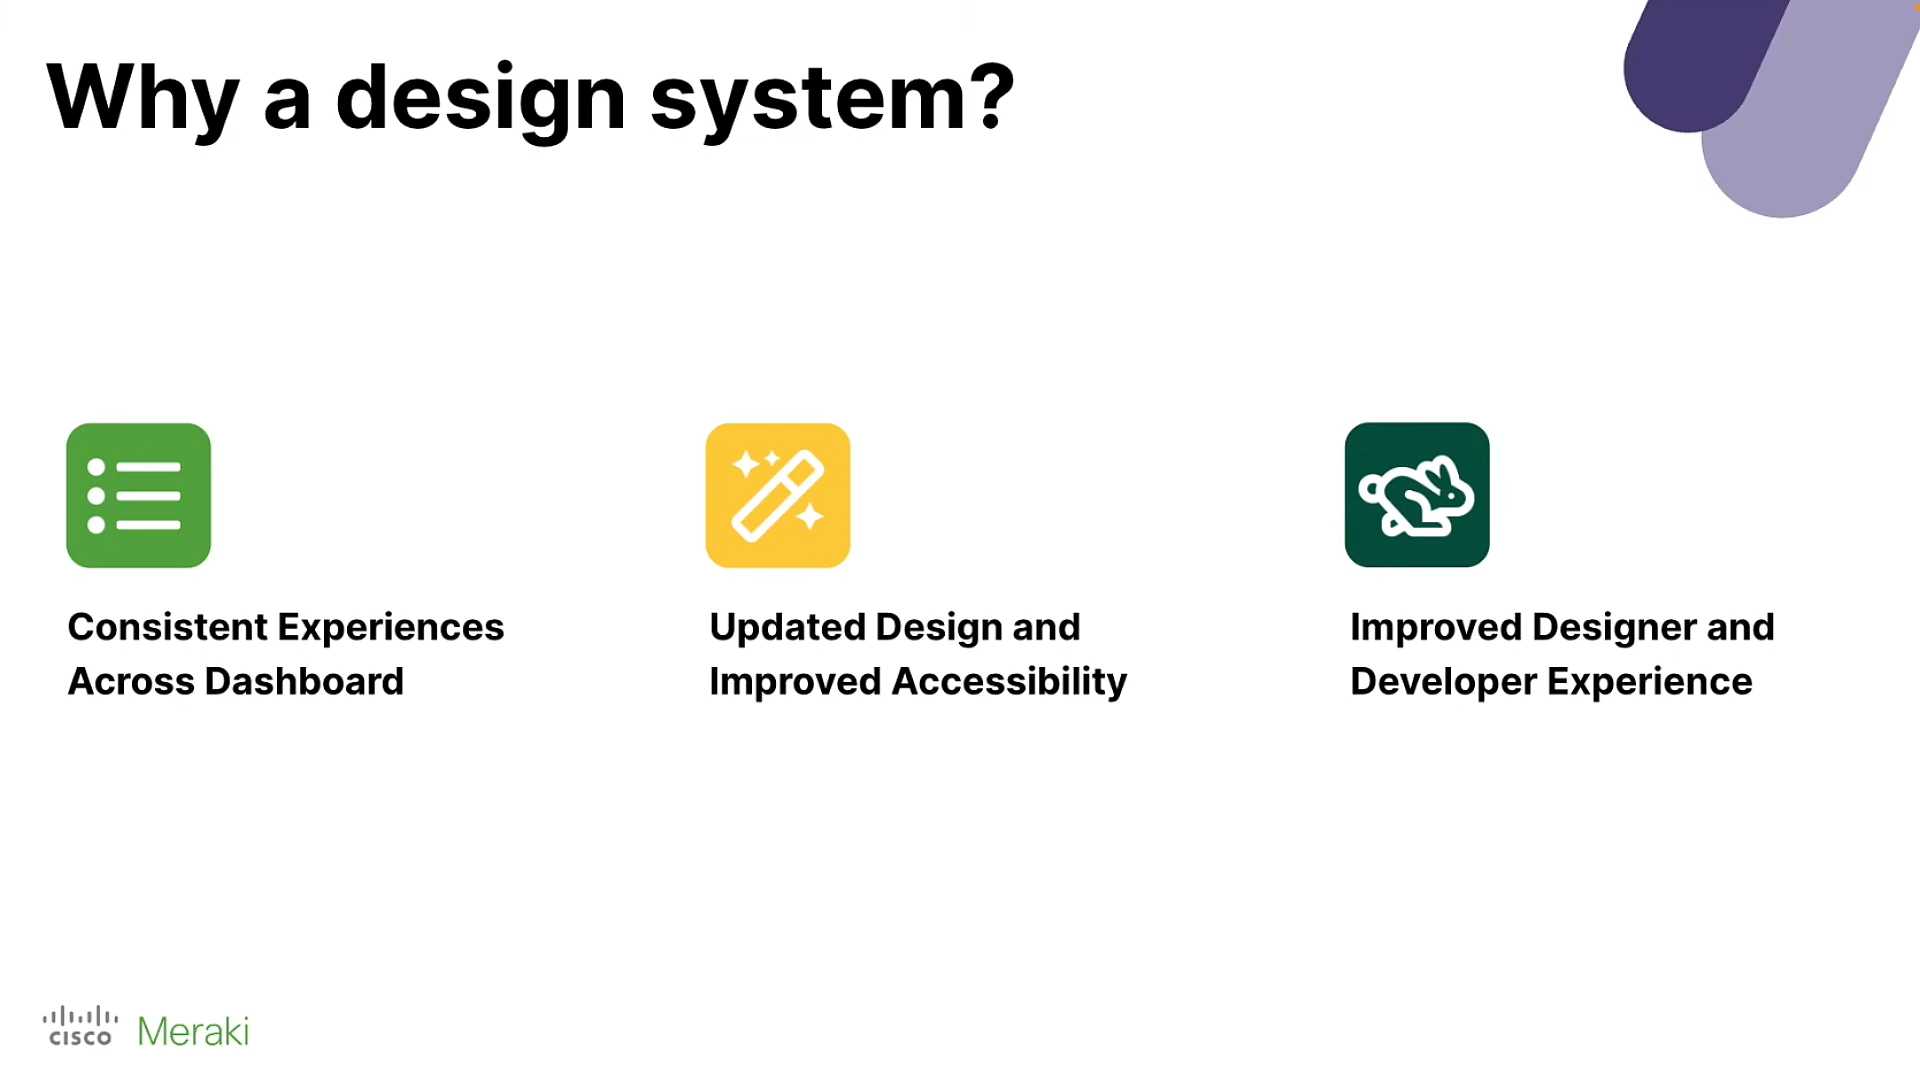 Why a design system?
Consistent Experiences
Across Dashboard
Updated Design and
Improved Accessibility
Improved Designer and
Developer Experience
CISCO Meraki